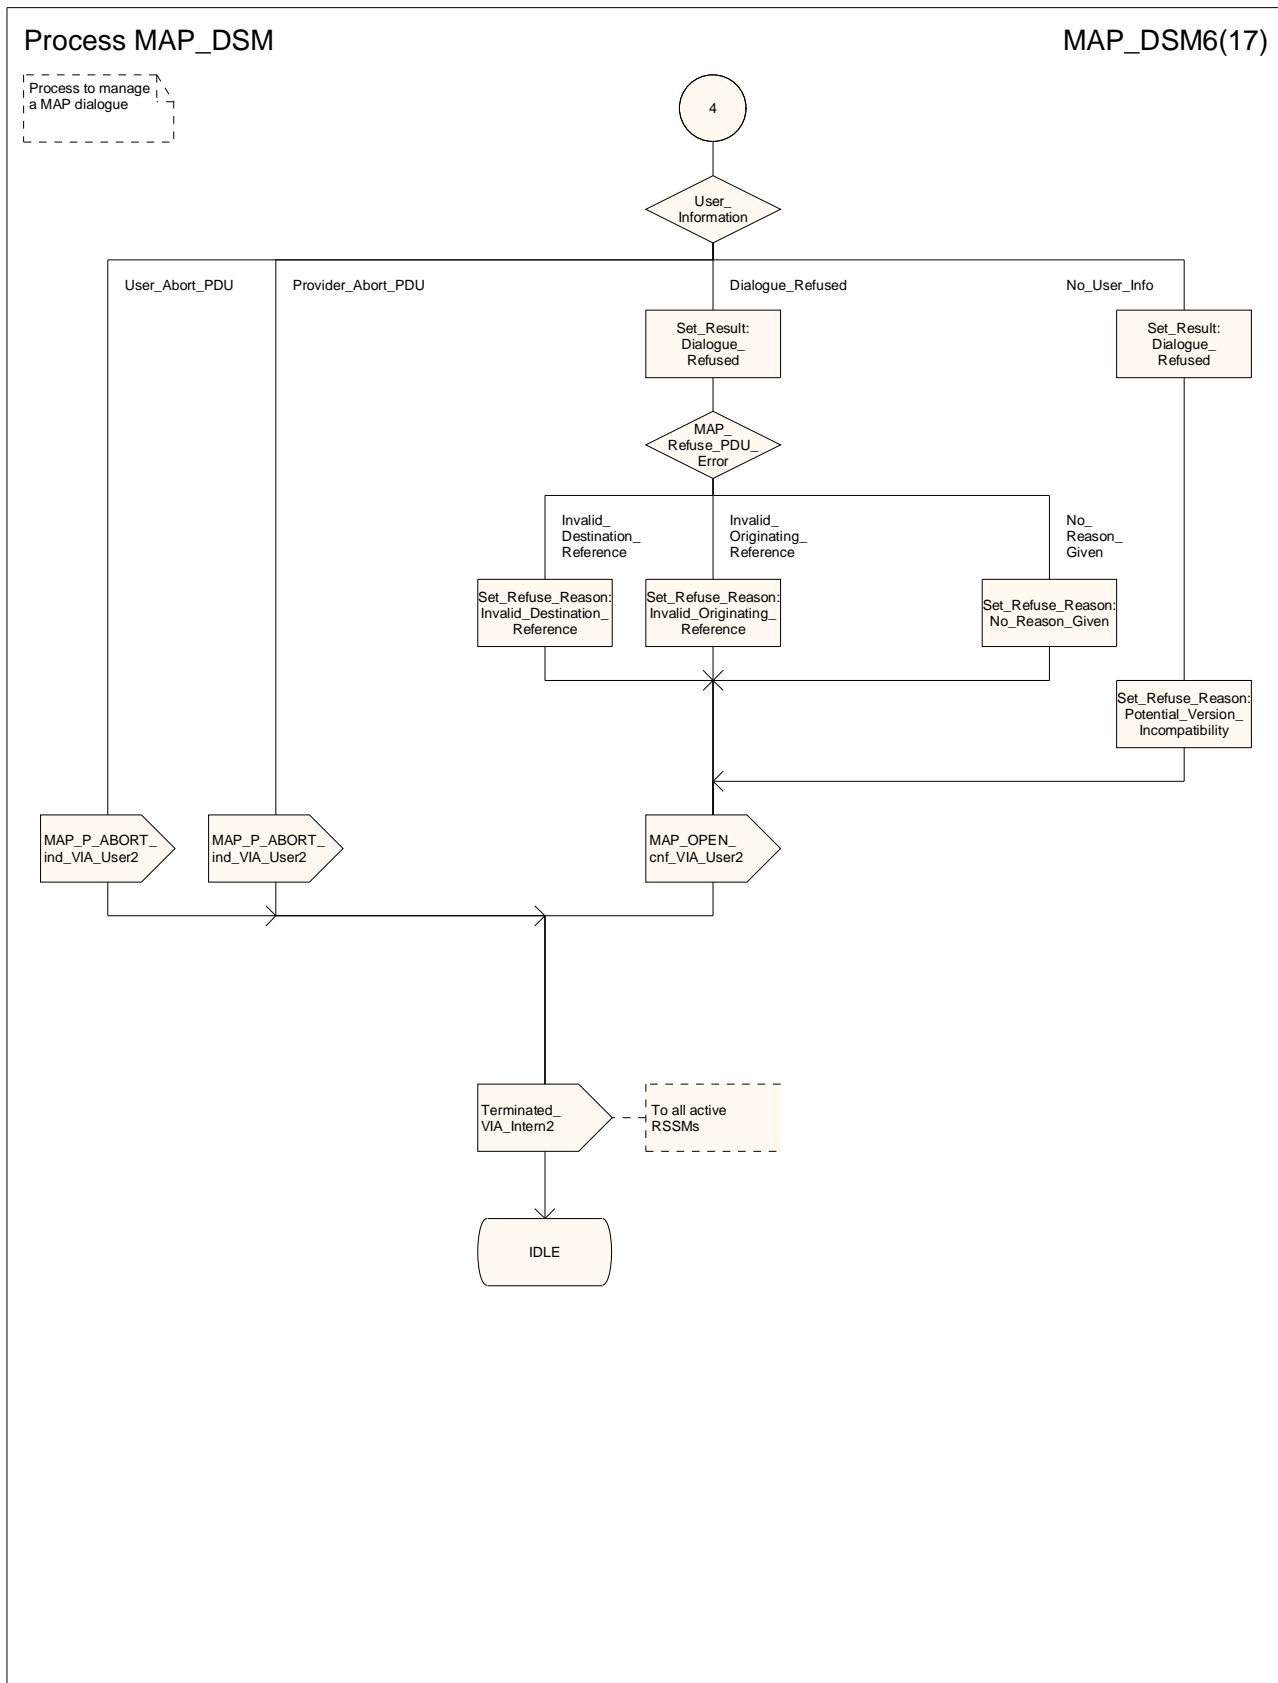 Process MAP_DSM
MAP_DSM6(17)
Process to manage
a MAP dialogue
4
User_
Information
User_Abort_PDU
Provider_Abort_PDU
Dialogue_Refused
No_User_Info
Set_Result:
Dialogue_
Refused
Set_Result:
Dialogue_
Refused
MAP_
Refuse_PDU_
Error
Invalid_
Destination_
Reference
Invalid_
Originating_
Reference
No_
Reason_
Given
Set_Refuse_Reason:
Invalid_Destination_
Reference
Set_Refuse_Reason:
Invalid_Originating_
Reference
Set_Refuse_Reason:
No_Reason_Given
Set_Refuse_Reason:
Potential_Version_
Incompatibility
MAP_P_ABORT_
ind_VIA_User2
MAP_P_ABORT_
ind_VIA_User2
MAP_OPEN_
cnf_VIA_User2
Terminated_
VIA_Intern2
To all active
RSSMs
IDLE